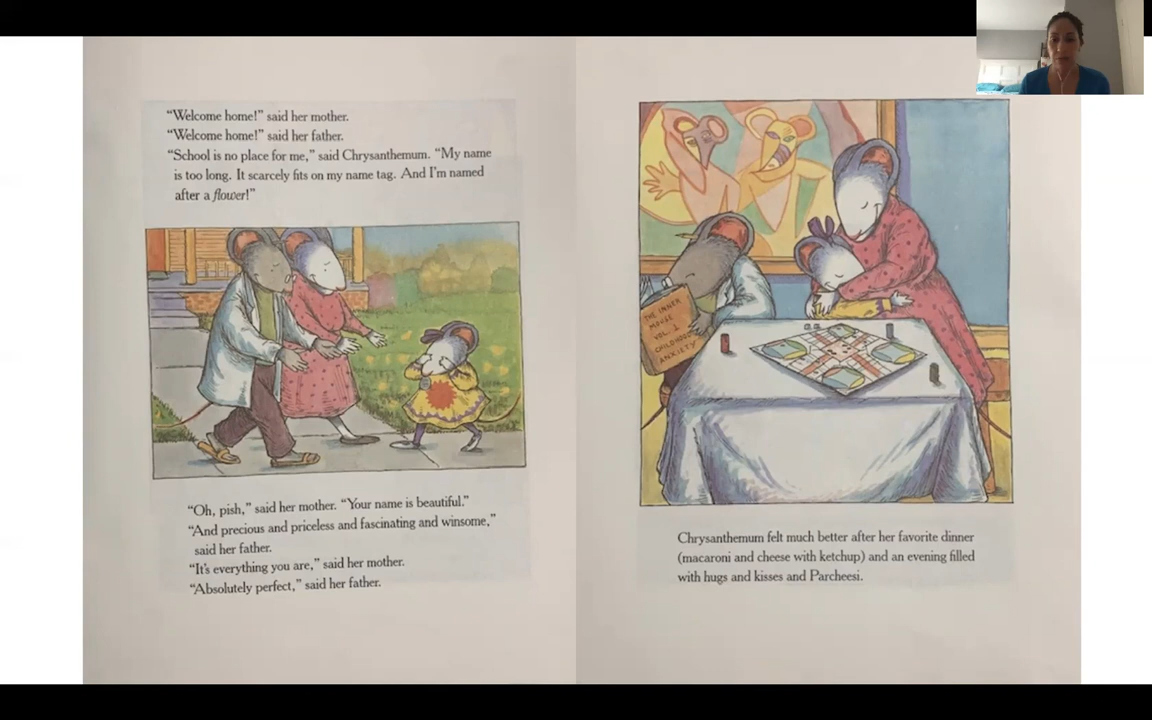 “Welcome home!” said her mother.
“Welcome home!” said her father.
“School is no place for me,” said Chrysanthemum. “My name
is too long. It scarcely fits on my name tag. And I’m named
after a flower!”
“Oh, pish,” said her mother. “Your name is beautiful.”
“And precious and priceless and fascinating and winsome,”
said her father.
“It’s everything you are,” said her mother.
“Absolutely perfect,” said her father.
THE INNER
MOUSE
VOL. 1
CHILDHOOD
ANXIETY
Chrysanthemum felt much better after her favorite dinner
(macaroni and cheese with ketchup) and an evening filled
with hugs and kisses and Parcheesi.